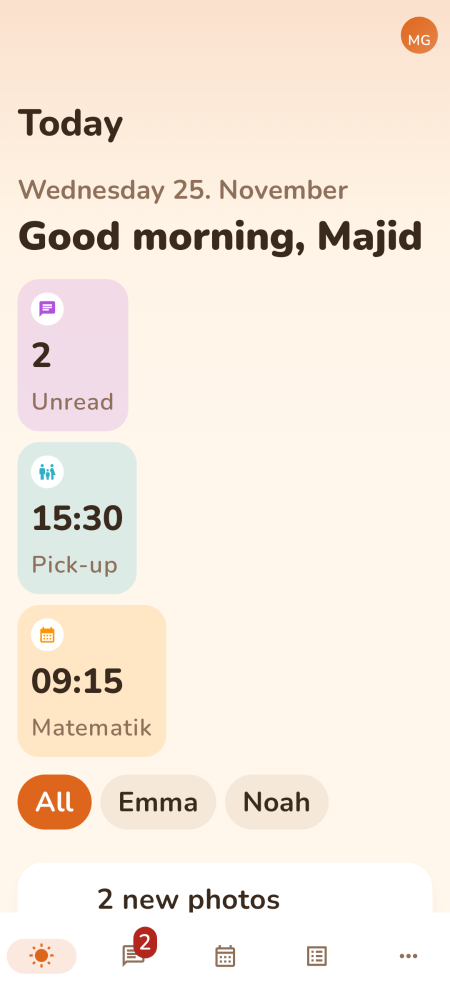 MG
Today
Wednesday 25. November
Good morning, Majid
2
Unread
15:30
Pick-up
09:15
Matematik
All Emma Noah
2 new photos
2